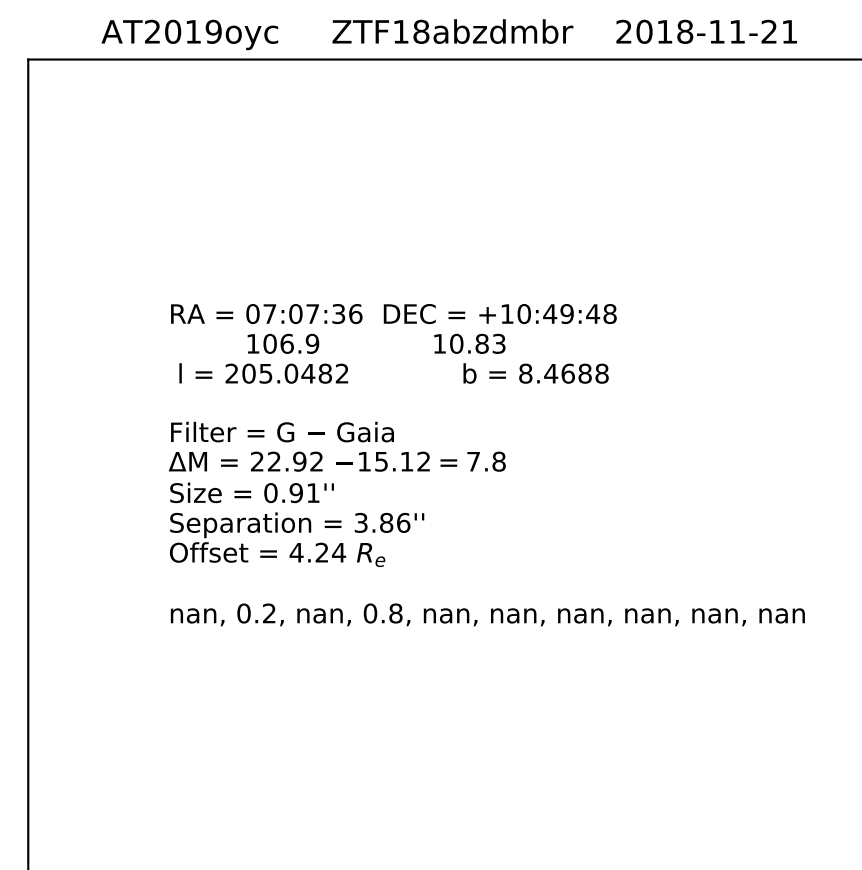 AT2019oyc ZTF18abzdmbr 2018-11-21
RA = 07:07:36 DEC = +10:49:48
106.9 10.83
l = 205.0482 b = 8.4688
Filter = G − Gaia
ΔM = 22.92 −15.12 = 7.8
Size = 0.91''
Separation = 3.86''
Offset = 4.24 Re
nan, 0.2, nan, 0.8, nan, nan, nan, nan, nan, nan